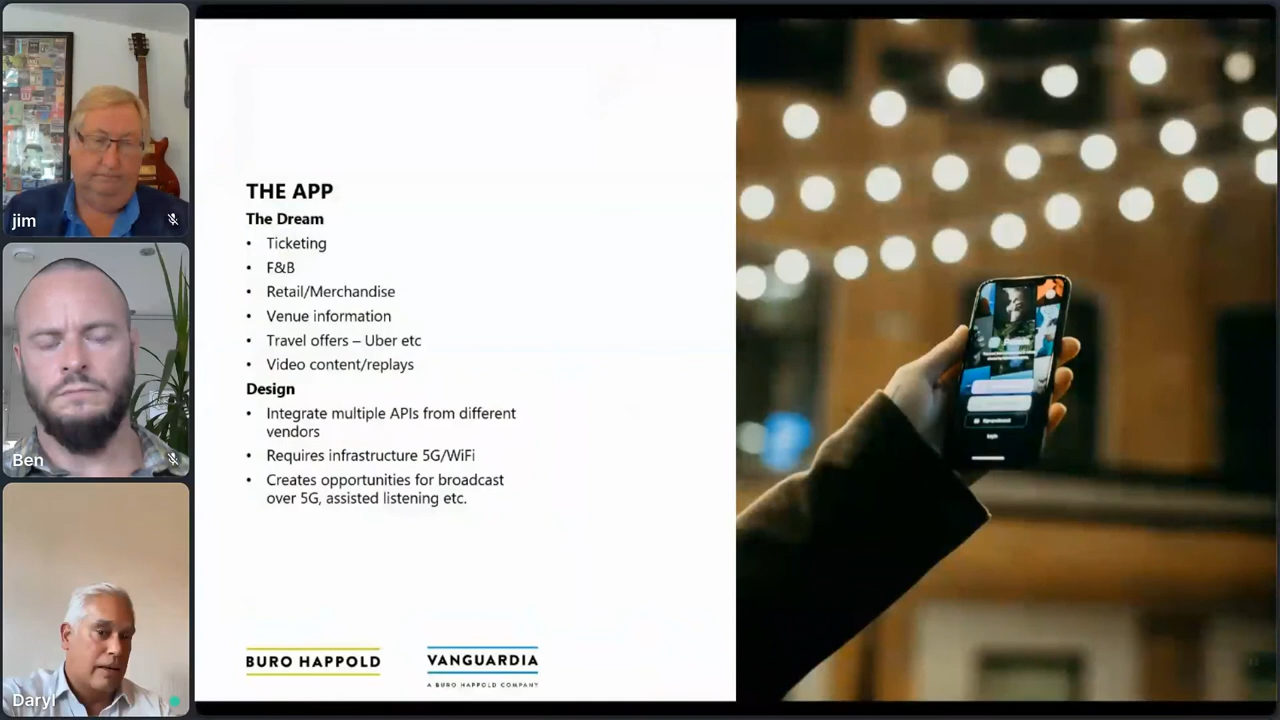 jim
Ben
Daryl
THE APP
The Dream
• Ticketing
• F&B
• Retail/Merchandise
• Venue information
• Travel offers – Uber etc
• Video content/replays
Design
• Integrate multiple APIs from different
vendors
• Requires infrastructure 5G/WiFi
• Creates opportunities for broadcast
over 5G, assisted listening etc.
BURO HAPPOLD
VANGUARDIA
A BURO HAPPOLD COMPANY